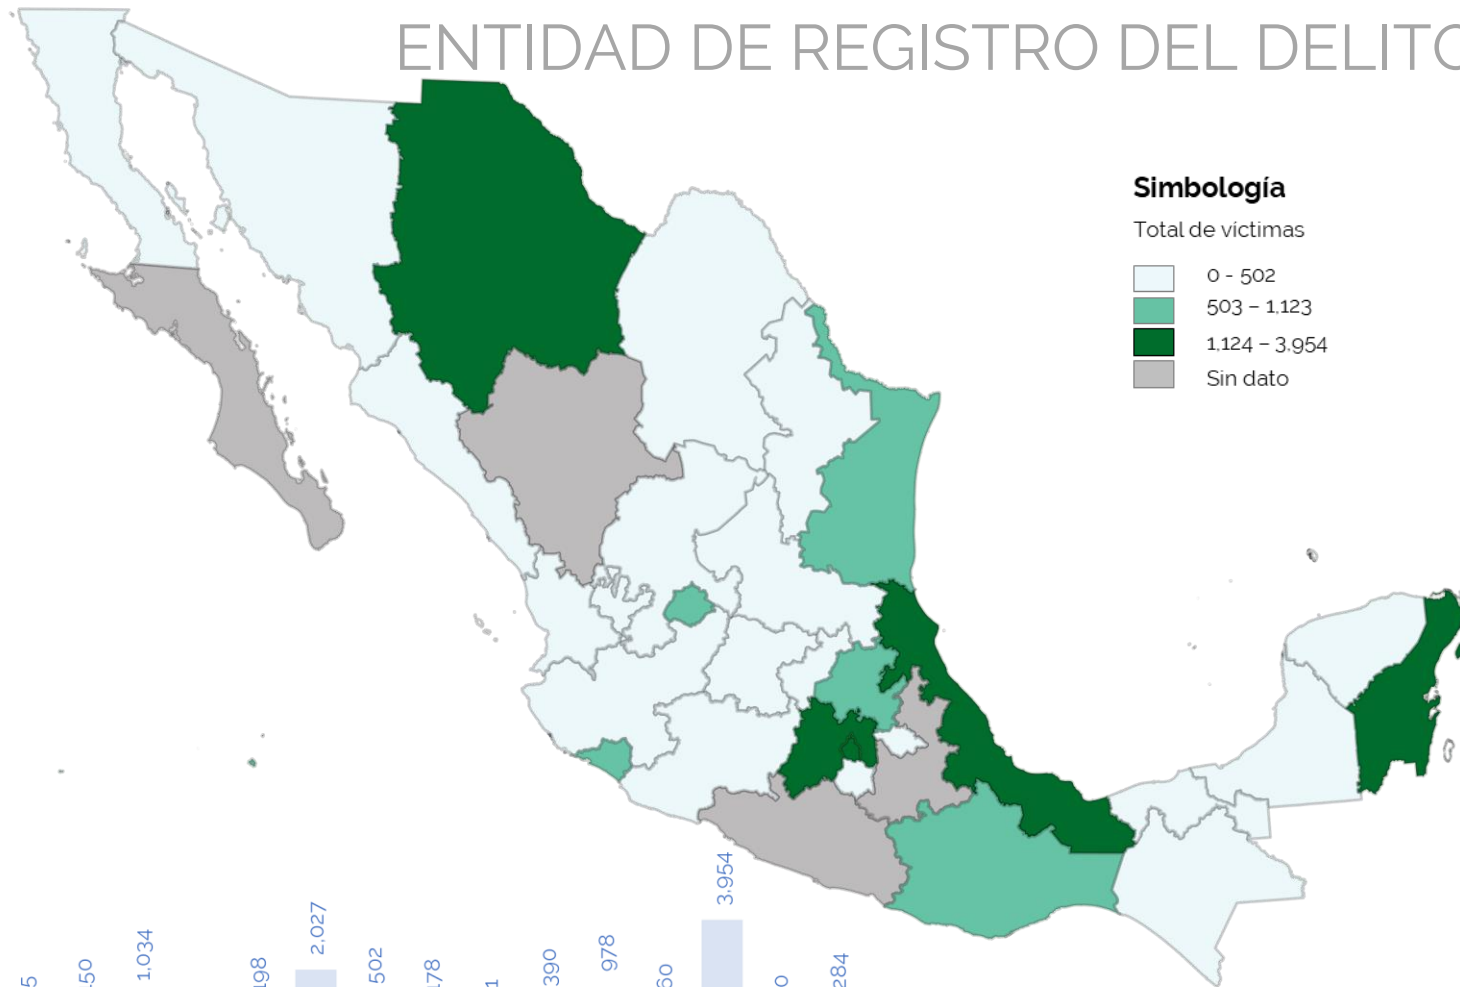 ENTIDAD DE REGISTRO DEL DELITO
Simbología
Total de víctimas
0 - 502
503 – 1,123
1,124 – 3,954
Sin dato
1,034
2,027
502
390
978
3,954
284